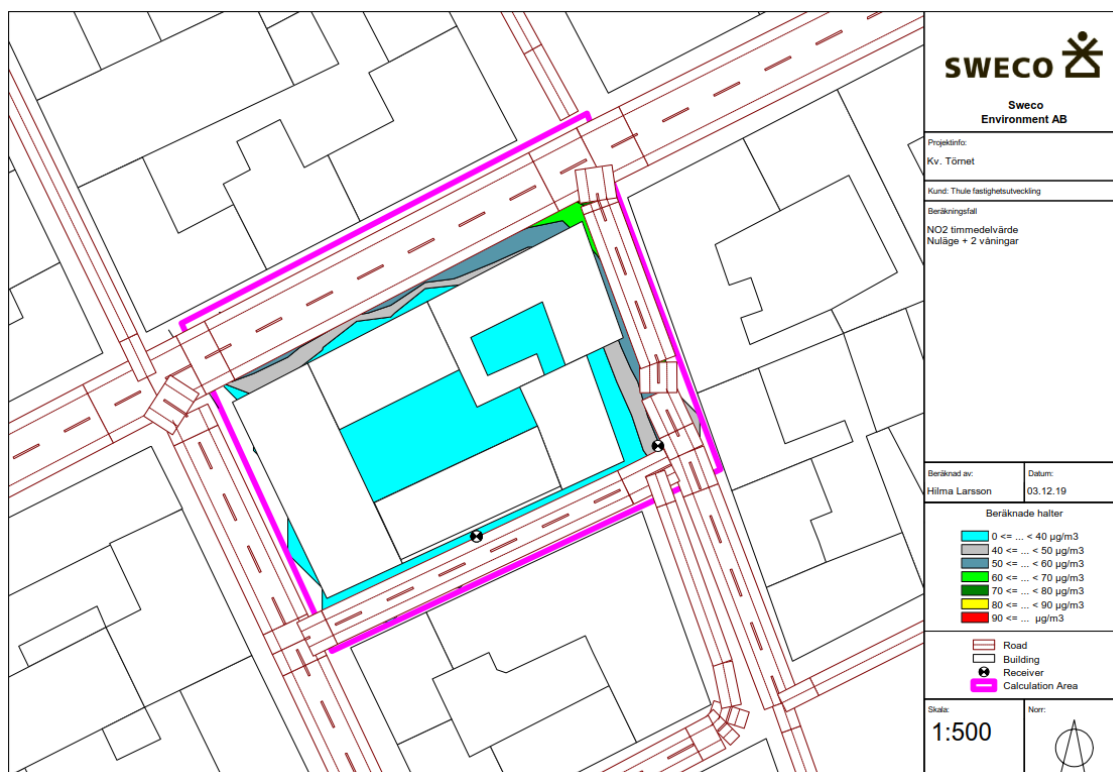 SWECO
Sweco
Environment AB
Projektinfo:
Kv. Törnet
Kund: Thule fastighetsutveckling
Beräkningsfall
NO2 timmedelvärde
Nuläge + 2 våningar
Beräknad av:
Hilma Larsson
Datum:
03.12.19
Beräknade halter
0 <= ... < 40 µg/m3
40 <= ... < 50 µg/m3
50 <= ... < 60 µg/m3
60 <= ... < 70 µg/m3
70 <= ... < 80 µg/m3
80 <= ... < 90 µg/m3
90 <= ... µg/m3
Road
Building
Receiver
Calculation Area
Skala:
1:500
Norr: